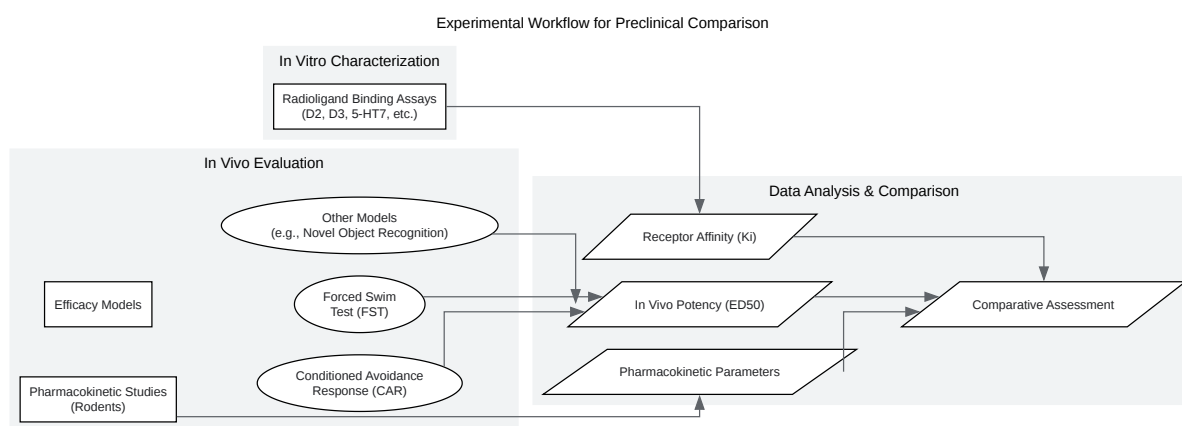 Experimental Workflow for Preclinical Comparison
In Vitro Characterization
Radioligand Binding Assays
(D2, D3, 5-HT7, etc.)
In Vivo Evaluation
Other Models
(e.g., Novel Object Recognition)
Efficacy Models
Forced Swim
Test (FST)
Conditioned Avoidance
Response (CAR)
Pharmacokinetic Studies
(Rodents)
Data Analysis & Comparison
Receptor Affinity (Ki)
In Vivo Potency (ED50)
Comparative Assessment
Pharmacokinetic Parameters